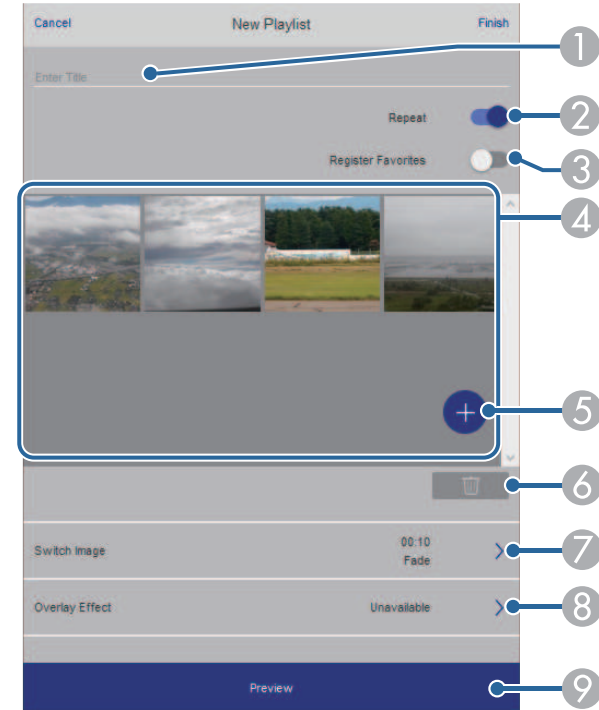 Cancel New Playlist Finish
Enter Title
1
Repeat
2
Register Favorites
3
4
+
5
6
Switch Image
00:10
Fade
7
Overlay Effect Unavailable
8
Preview
9